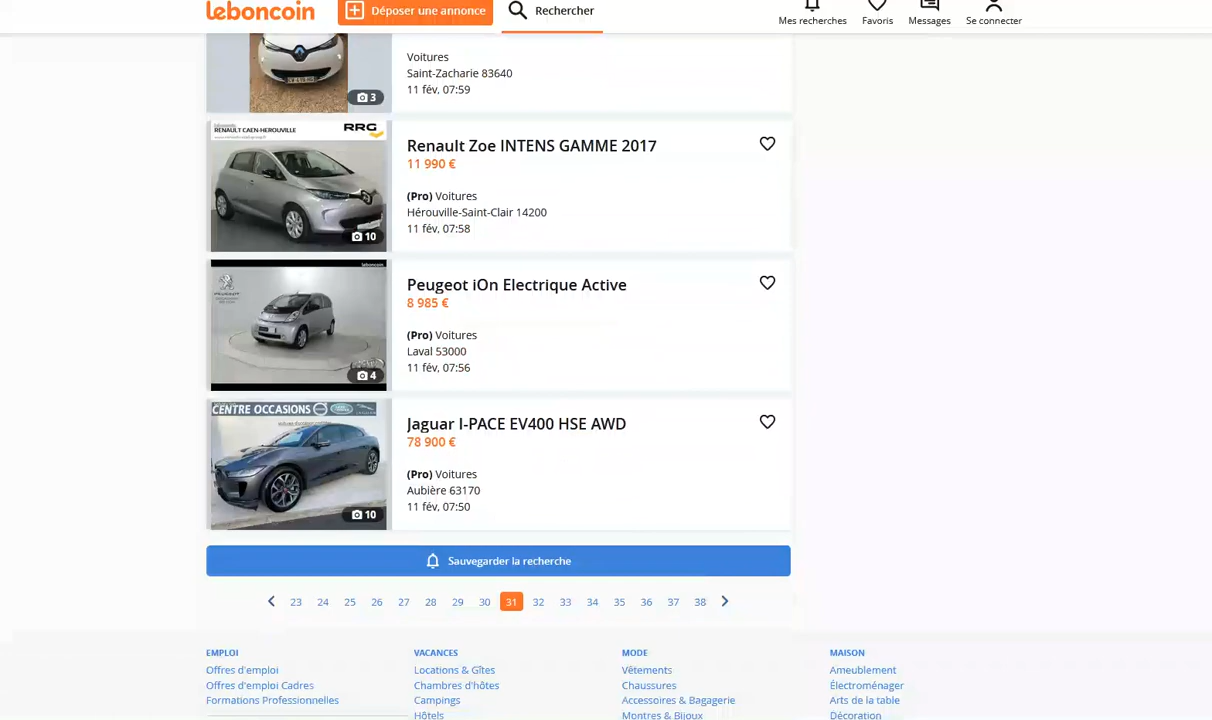 leboncoin
Déposer une annonce
Rechercher
Mes recherches
Favoris
Messages
Se connecter
Voitures
Saint-Zacharie 83640
11 fév, 07:59
3
RENAULT CAEN-HEROUVILLE
RRG
Renault Zoe INTENS GAMME 2017
11 990 €
(Pro) Voitures
Hérouville-Saint-Clair 14200
11 fév, 07:58
10
leboncoin
PEUGEOT
Peugeot iOn Electrique Active
8 985 €
(Pro) Voitures
Laval 53000
11 fév, 07:56
4
CENTRE OCCASIONS
Jaguar I-PACE EV400 HSE AWD
78 900 €
(Pro) Voitures
Aubière 63170
11 fév, 07:50
10
Sauvegarder la recherche
23 24 25 26 27 28 29 30 31 32 33 34 35 36 37 38
EMPLOI
Offres d'emploi
Offres d'emploi Cadres
Formations Professionnelles
VACANCES
Locations & Gîtes
Chambres d'hôtes
Campings
Hôtels
MODE
Vêtements
Chaussures
Accessoires & Bagagerie
Montres & Bijoux
MAISON
Ameublement
Électroménager
Arts de la table
Décoration